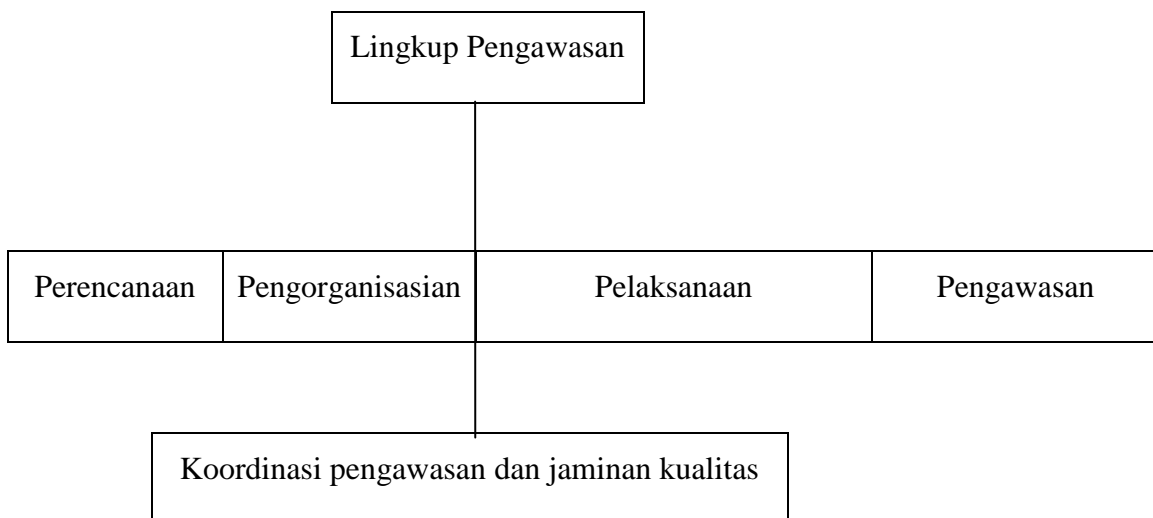 Lingkup Pengawasan
Perencanaan
Pengorganisasian
Pelaksanaan
Pengawasan
Koordinasi pengawasan dan jaminan kualitas